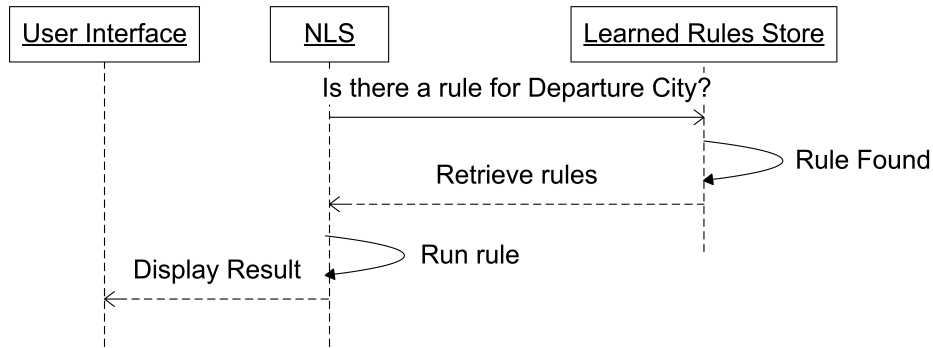 User Interface
NLS
Learned Rules Store
Is there a rule for Departure City?
Rule Found
Retrieve rules
Run rule
Display Result